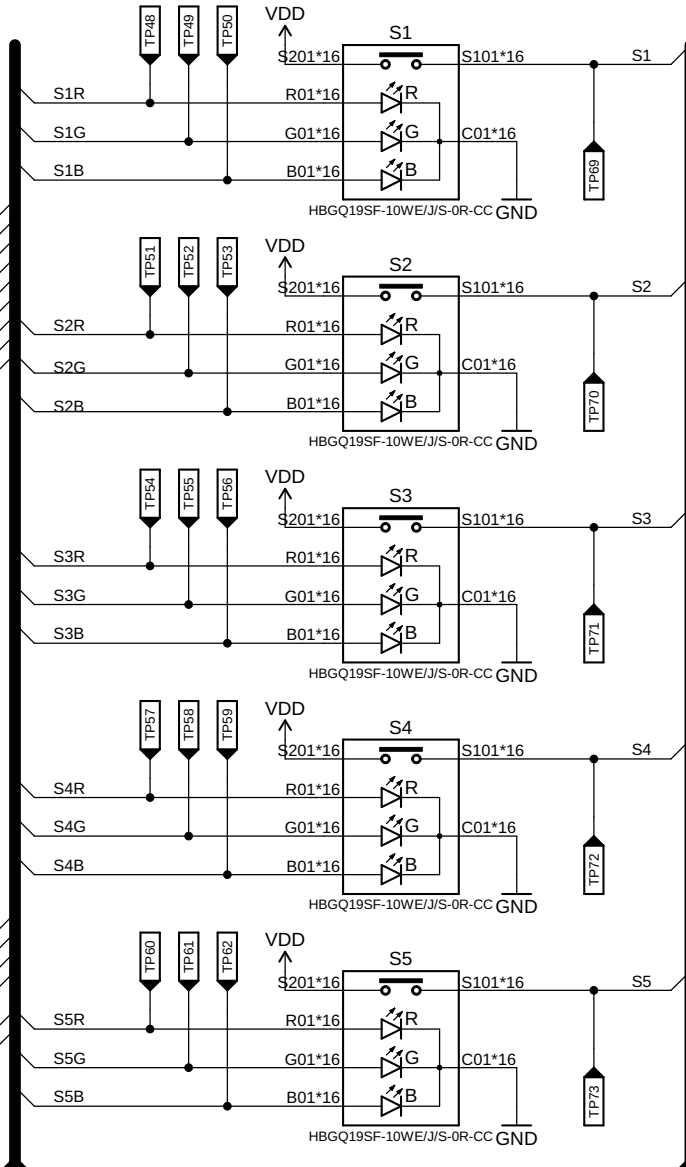 TP48 TP49 TP50 VDD S1
S201*16 S101*16 S1
S1R R01*16 R
S1G G01*16 G C01*16
S1B B01*16 B TP69
HBGQ19SF-10WE/J/S-0R-CC GND
TP51 TP52 TP53 VDD S2
S201*16 S101*16 S2
S2R R01*16 R
S2G G01*16 G C01*16
S2B B01*16 B TP70
HBGQ19SF-10WE/J/S-0R-CC GND
TP54 TP55 TP56 VDD S3
S201*16 S101*16 S3
S3R R01*16 R
S3G G01*16 G C01*16
S3B B01*16 B TP71
HBGQ19SF-10WE/J/S-0R-CC GND
TP57 TP58 TP59 VDD S4
S201*16 S101*16 S4
S4R R01*16 R
S4G G01*16 G C01*16
S4B B01*16 B TP72
HBGQ19SF-10WE/J/S-0R-CC GND
TP60 TP61 TP62 VDD S5
S201*16 S101*16 S5
S5R R01*16 R
S5G G01*16 G C01*16
S5B B01*16 B TP73
HBGQ19SF-10WE/J/S-0R-CC GND